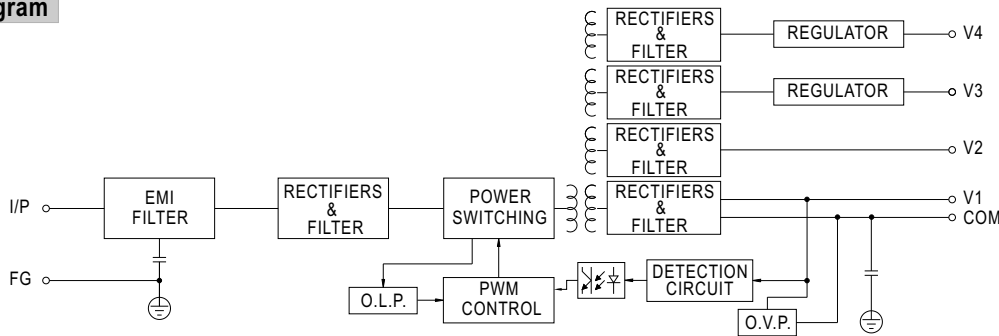 gram
RECTIFIERS
&
FILTER
REGULATOR
V4
RECTIFIERS
&
FILTER
REGULATOR
V3
RECTIFIERS
&
FILTER
V2
I/P
EMI
FILTER
RECTIFIERS
&
FILTER
POWER
SWITCHING
RECTIFIERS
&
FILTER
V1
COM
FG
O.L.P.
PWM
CONTROL
DETECTION
CIRCUIT
O.V.P.